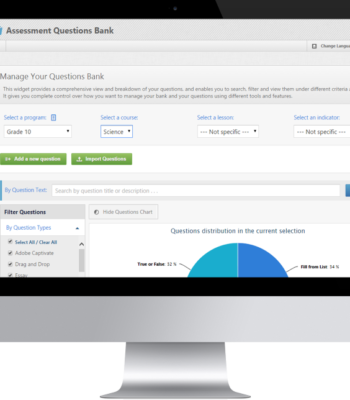 Assessment Questions Bank
Change Langua
Manage Your Questions Bank
This widget provides a comprehensive view and breakdown of your questions, and enables you to search, filter and view them under different criteria
It gives you complete control over how you want to manage your bank and your questions using different tools and features.
Select a program: Select a course: Select a lesson: Select an indicator:
Grade 10 Science --- Not specific --- --- Not specific ---
Add a new question Import Questions
By Question Text: Search by question title or description . . .
Filter Questions Hide Questions Chart
By Question Types
Questions distribution in the current selection
Select All / Clear All
Adobe Captivate
Drag and Drop
Essay
True or False: 12 %
Fill from List: 14 %